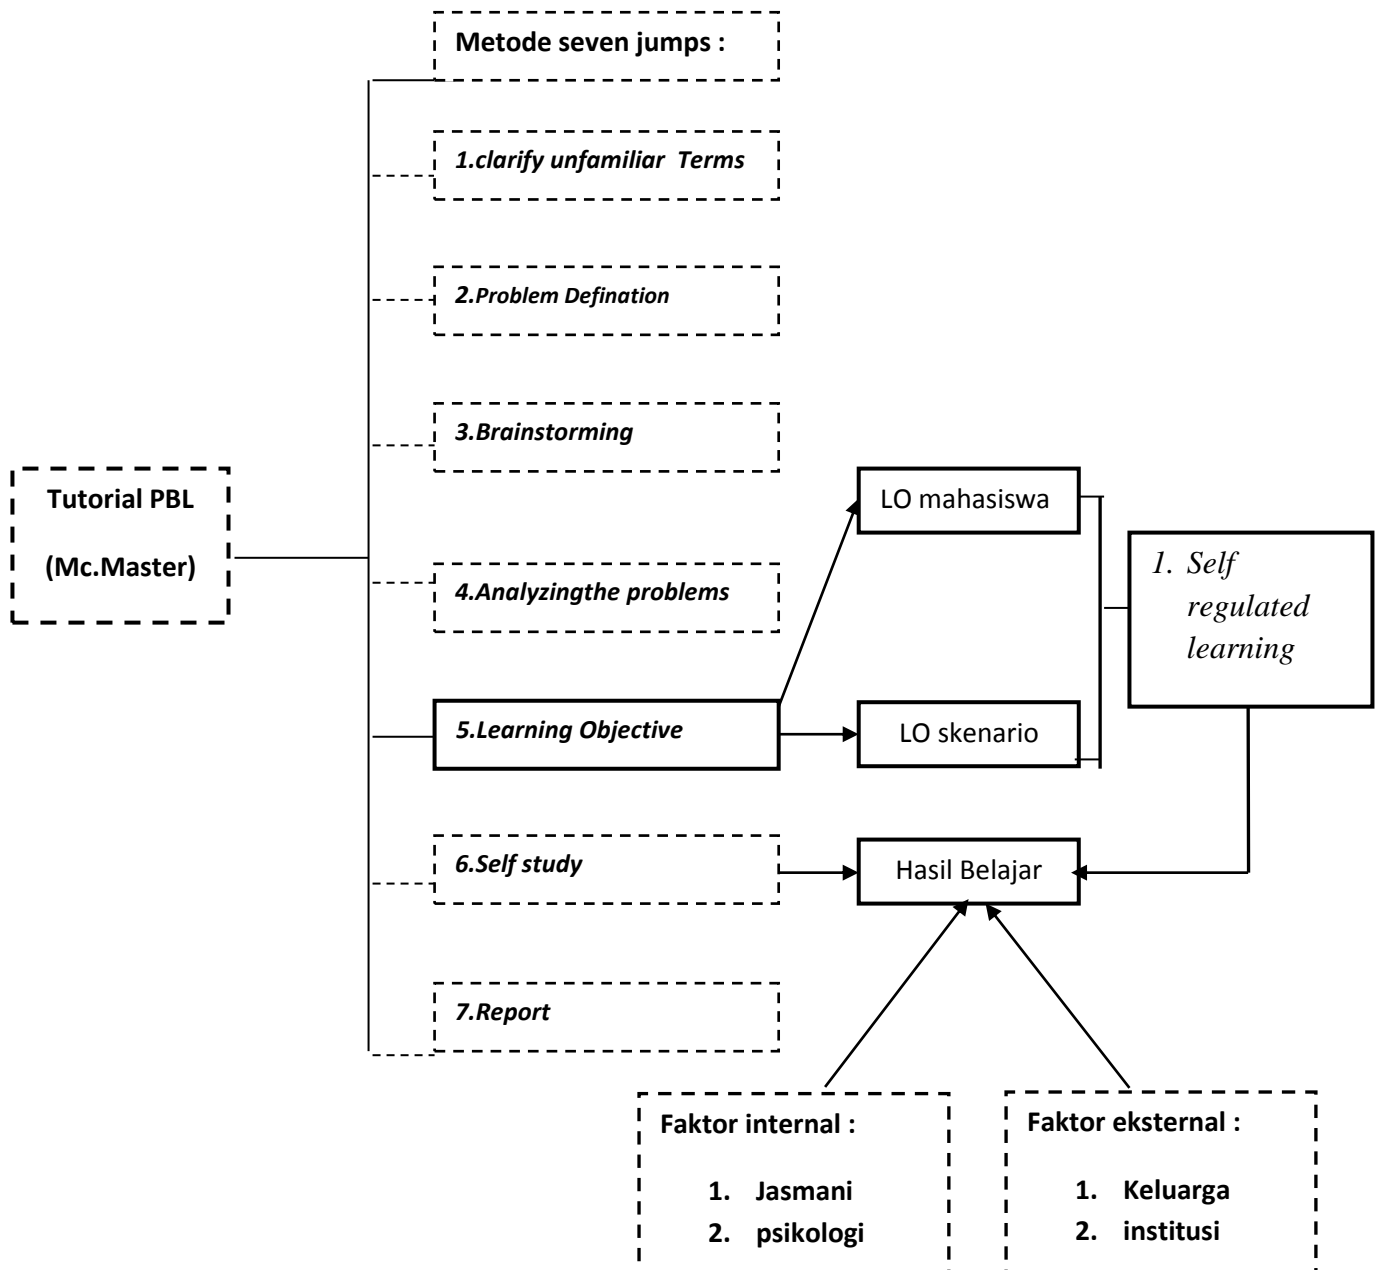 Metode seven jumps :
1.clarify unfamiliar Terms
2.Problem Defination
3.Brainstorming
Tutorial PBL
(Mc.Master)
LO mahasiswa
1. Self
regulated
learning
4.Analyzingthe problems
5.Learning Objective
LO skenario
6.Self study
Hasil Belajar
7.Report
Faktor internal :
1. Jasmani
2. psikologi
Faktor eksternal :
1. Keluarga
2. institusi